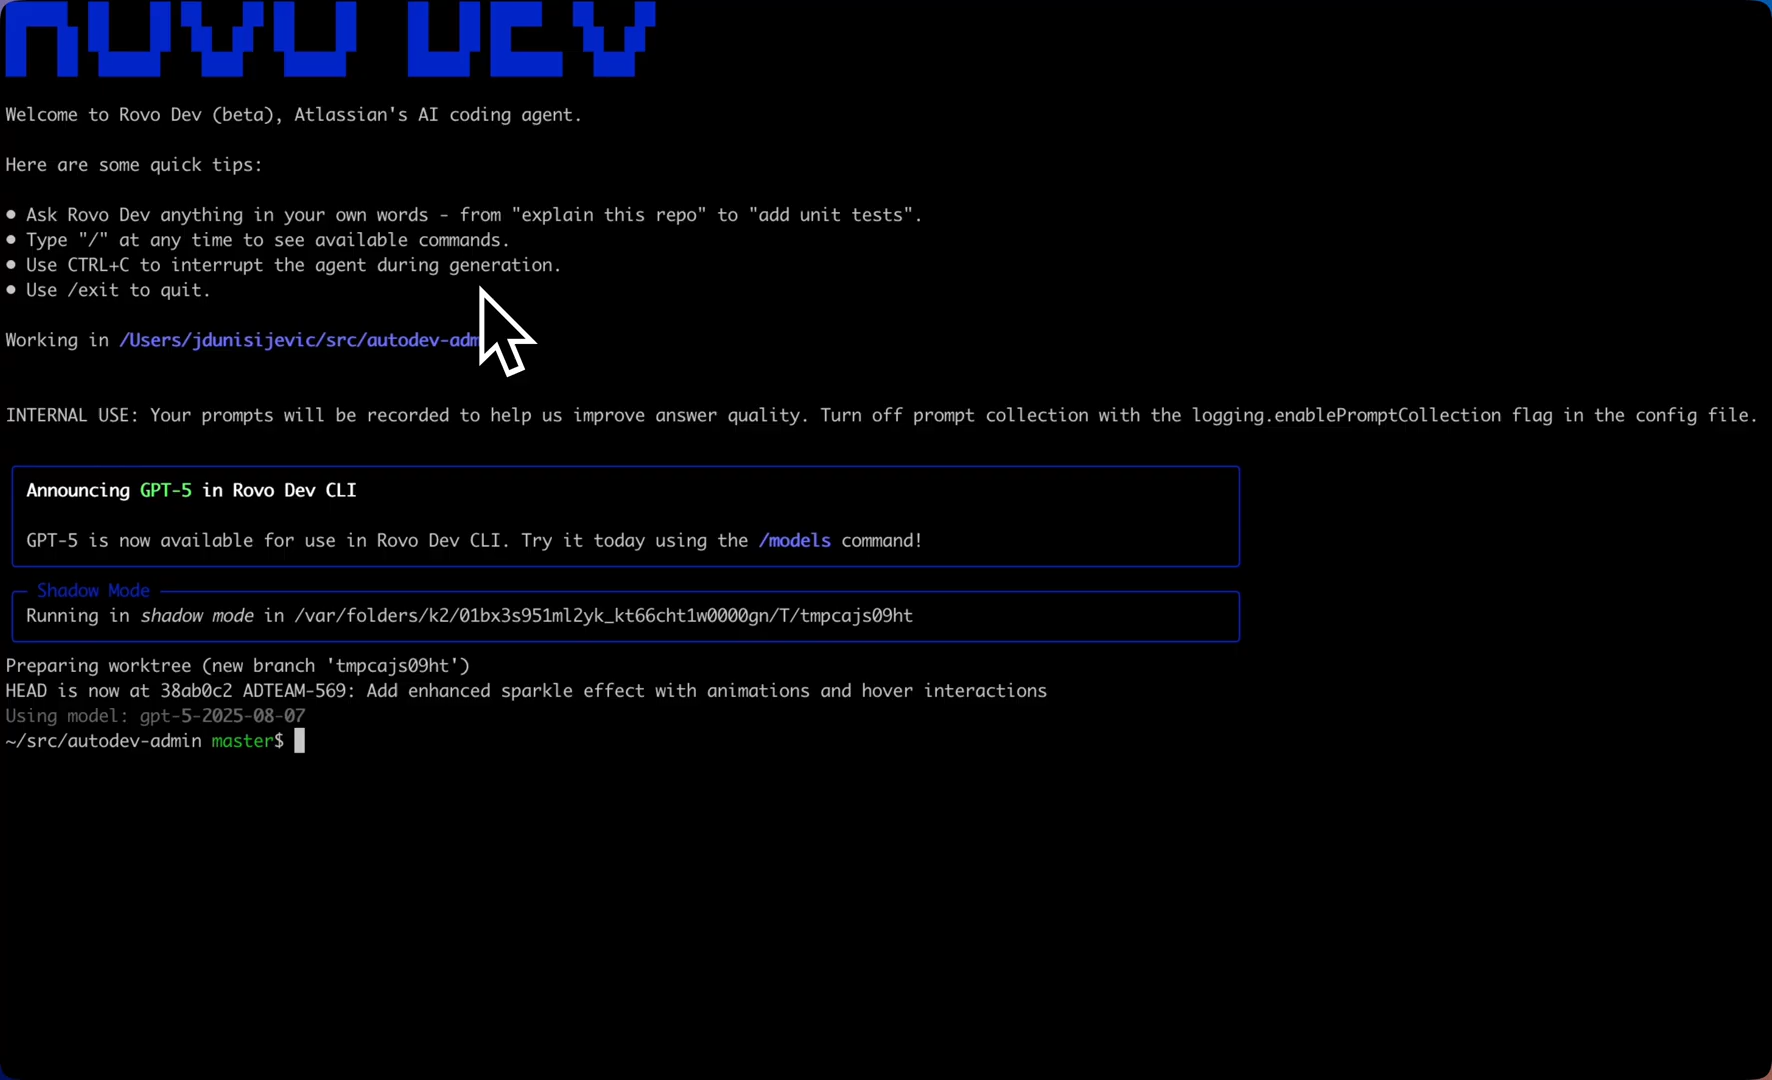 ROVO DEV
Welcome to Rovo Dev (beta), Atlassian's AI coding agent.
Here are some quick tips:
● Ask Rovo Dev anything in your own words - from "explain this repo" to "add unit tests".
● Type "/" at any time to see available commands.
● Use CTRL+C to interrupt the agent during generation.
● Use /exit to quit.
Working in /Users/jdunisijevic/src/autodev-adm
INTERNAL USE: Your prompts will be recorded to help us improve answer quality. Turn off prompt collection with the logging.enablePromptCollection flag in the config file.
Announcing GPT-5 in Rovo Dev CLI
GPT-5 is now available for use in Rovo Dev CLI. Try it today using the /models command!
Shadow Mode
Running in shadow mode in /var/folders/k2/01bx3s951ml2yk_kt66cht1w0000gn/T/tmpcajs09ht
Preparing worktree (new branch 'tmpcajs09ht')
HEAD is now at 38ab0c2 ADTEAM-569: Add enhanced sparkle effect with animations and hover interactions
Using model: gpt-5-2025-08-07
~/src/autodev-admin master$